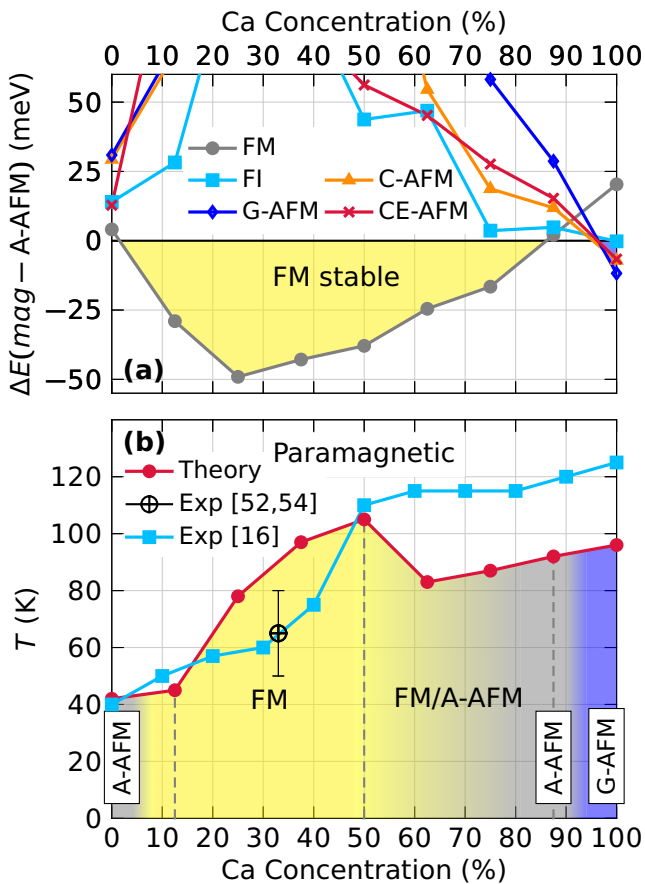 Ca Concentration (%)
0 10 20 30 40 50 60 70 80 90 100
ΔE(mag − A-AFM) (meV)
50
25
0
−25
−50
FM
FI
G-AFM
C-AFM
CE-AFM
FM stable
(a)
(b)
Paramagnetic
Theory
Exp [52,54]
Exp [16]
T (K)
120
100
80
60
40
20
0
FM
FM/A-AFM
A-AFM
A-AFM
G-AFM
0 10 20 30 40 50 60 70 80 90 100
Ca Concentration (%)